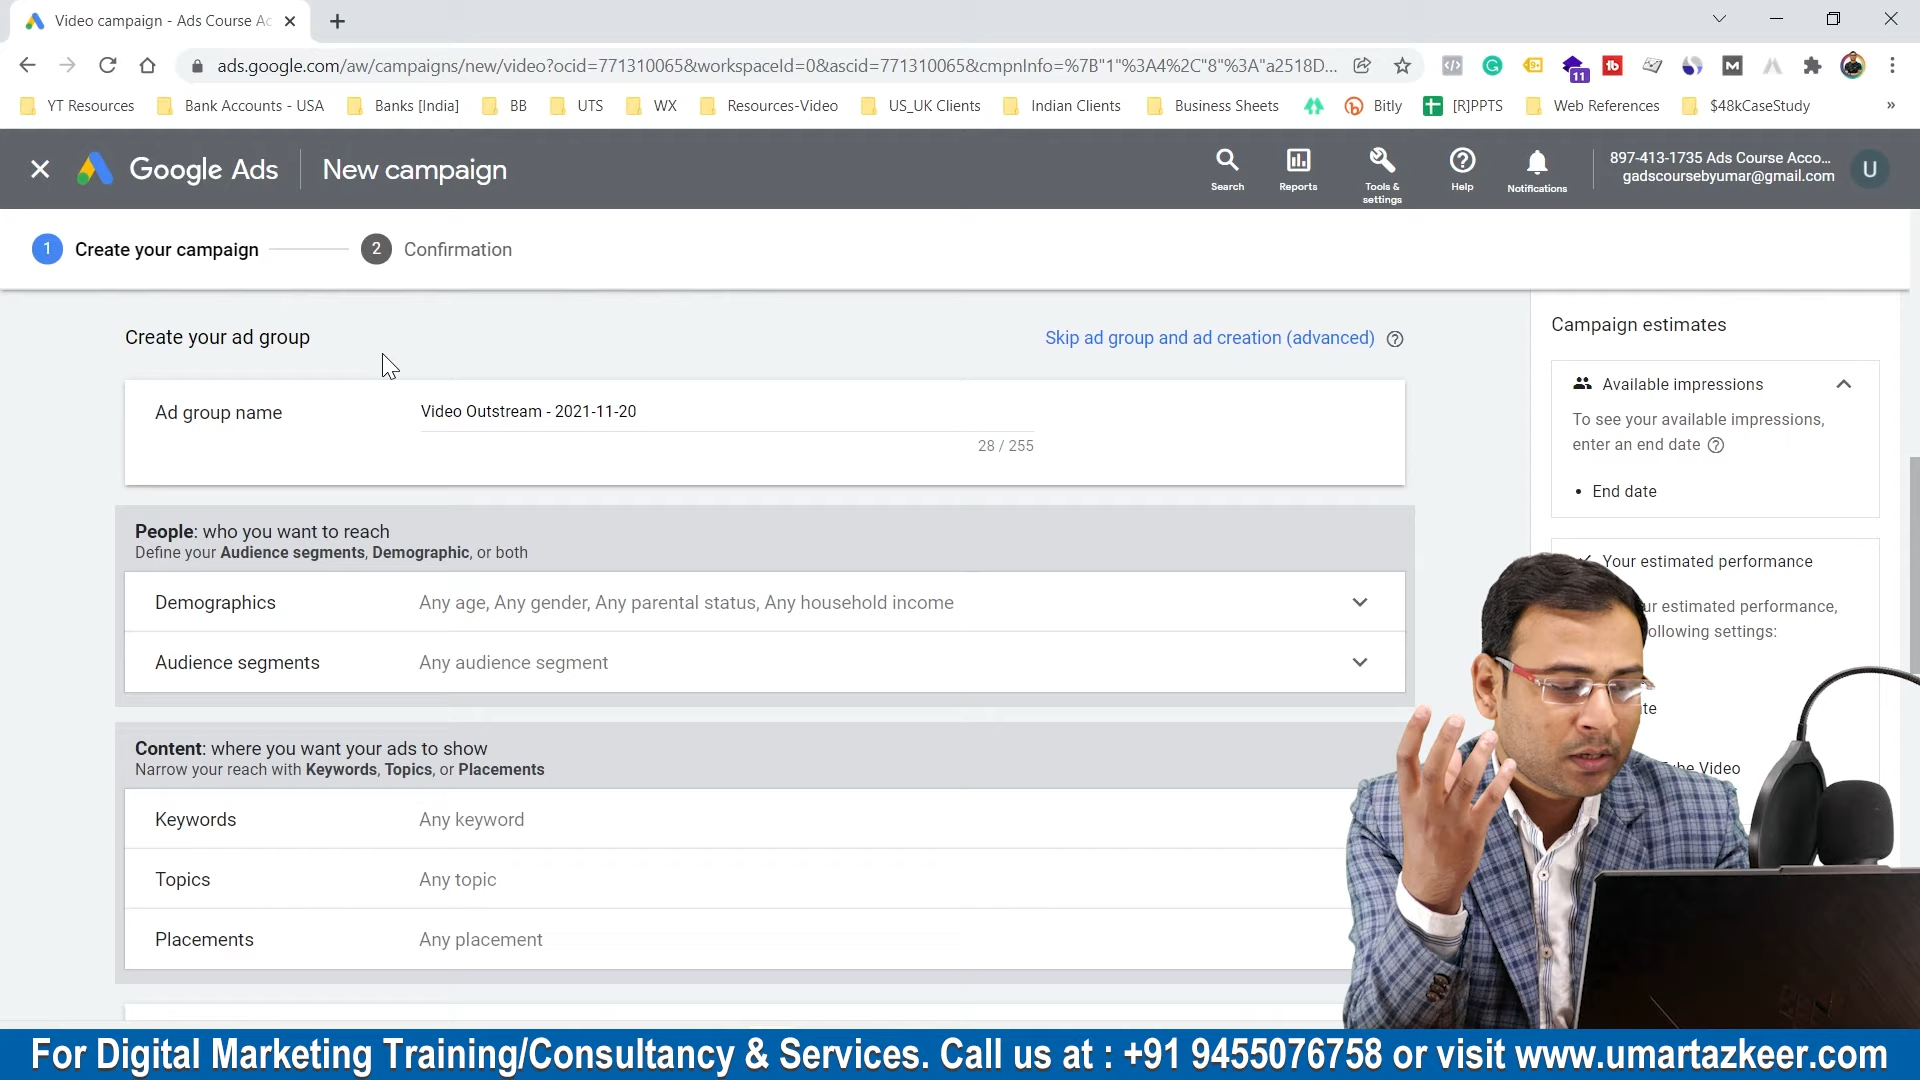 Video campaign - Ads Course Ac
ads.google.com/aw/campaigns/new/video?ocid=771310065&workspaceId=0&ascid=771310065&cmpnInfo=%7B"1"%3A4%2C"8"%3A"a2518D...
11
YT Resources Bank Accounts - USA Banks [India] BB UTS WX Resources-Video US_UK Clients Indian Clients Business Sheets Bitly [R]PPTS Web References $48kCaseStudy »
Google Ads New campaign
Search Reports Tools & settings Help Notifications
897-413-1735 Ads Course Acco...
gadscoursebyumar@gmail.com
U
1 Create your campaign 2 Confirmation
Create your ad group Skip ad group and ad creation (advanced)
Ad group name Video Outstream - 2021-11-20
28 / 255
People: who you want to reach
Define your Audience segments, Demographic, or both
Demographics Any age, Any gender, Any parental status, Any household income
Audience segments Any audience segment
Content: where you want your ads to show
Narrow your reach with Keywords, Topics, or Placements
Keywords Any keyword
Topics Any topic
Placements Any placement
Campaign estimates
Available impressions
To see your available impressions,
enter an end date
• End date
Your estimated performance
estimated performance,
ollowing settings:
Video
For Digital Marketing Training/Consultancy & Services. Call us at : +91 9455076758 or visit www.umartazkeer.com